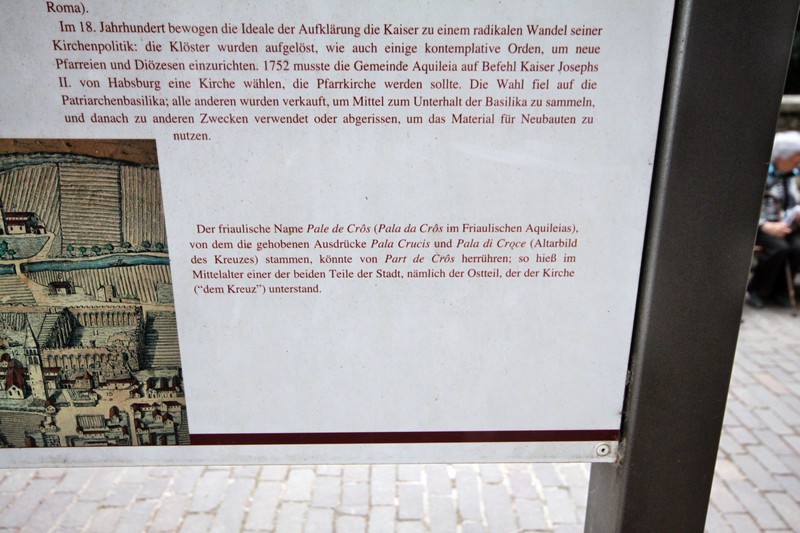 Roma).
Im 18. Jahrhundert bewogen die Ideale der Aufklärung die Kaiser zu einem radikalen Wandel seiner
Kirchenpolitik: die Klöster wurden aufgelöst, wie auch einige kontemplative Orden, um neue
Pfarreien und Diözesen einzurichten. 1752 musste die Gemeinde Aquileia auf Befehl Kaiser Josephs
II. von Habsburg eine Kirche wählen, die Pfarrkirche werden sollte. Die Wahl fiel auf die
Patriarchenbasilika; alle anderen wurden verkauft, um Mittel zum Unterhalt der Basilika zu sammeln,
und danach zu anderen Zwecken verwendet oder abgerissen, um das Material für Neubauten zu
nutzen.
Der friaulische Name Pale de Crôs (Pala da Crôs im Friaulischen Aquileias),
von dem die gehobenen Ausdrücke Pala Crucis und Pala di Croce (Altarbild
des Kreuzes) stammen, könnte von Part de Crôs herrühren; so hieß im
Mittelalter einer der beiden Teile der Stadt, nämlich der Ostteil, der der Kirche
(“dem Kreuz”) unterstand.